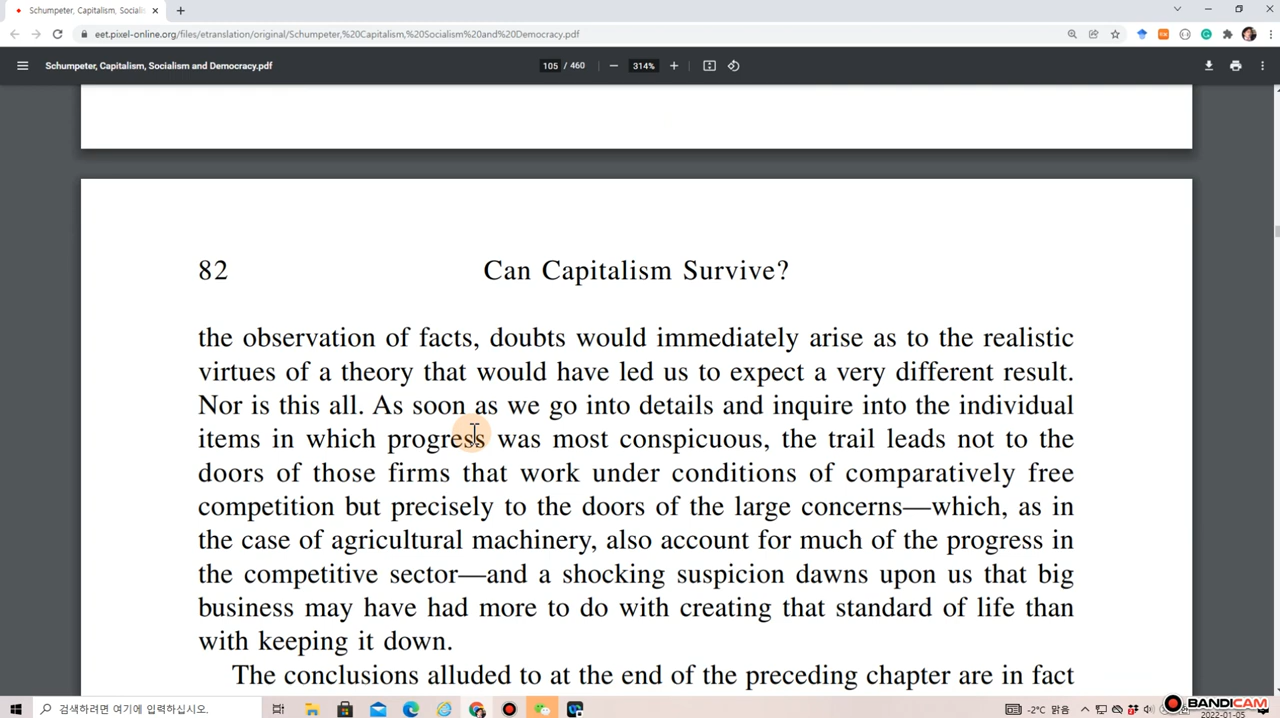 Schumpeter, Capitalism, Sociali
eet.pixel-online.org/files/etranslation/original/Schumpeter,%20Capitalism,%20Socialism%20and%20Democracy.pdf
Schumpeter, Capitalism, Socialism and Democracy.pdf
105 / 460
314%
82
Can Capitalism Survive?
the observation of facts, doubts would immediately arise as to the realistic
virtues of a theory that would have led us to expect a very different result.
Nor is this all. As soon as we go into details and inquire into the individual
items in which progress was most conspicuous, the trail leads not to the
doors of those firms that work under conditions of comparatively free
competition but precisely to the doors of the large concerns—which, as in
the case of agricultural machinery, also account for much of the progress in
the competitive sector—and a shocking suspicion dawns upon us that big
business may have had more to do with creating that standard of life than
with keeping it down.
The conclusions alluded to at the end of the preceding chapter are in fact
검색하려면 여기에 입력하십시오.
-2°C 맑음
BANDICAM
2022-01-05